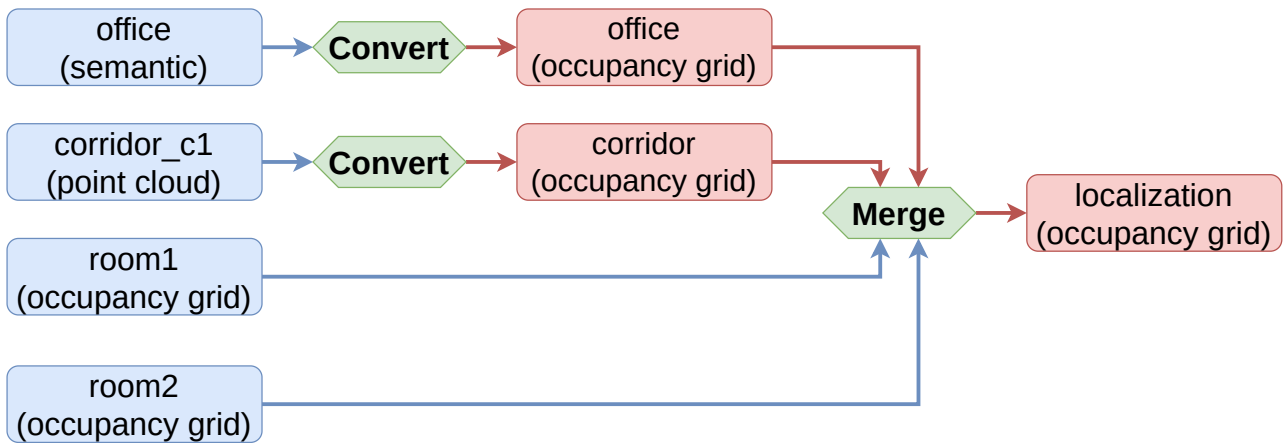 office
(semantic)
Convert
office
(occupancy grid)
corridor_c1
(point cloud)
Convert
corridor
(occupancy grid)
Merge
localization
(occupancy grid)
room1
(occupancy grid)
room2
(occupancy grid)